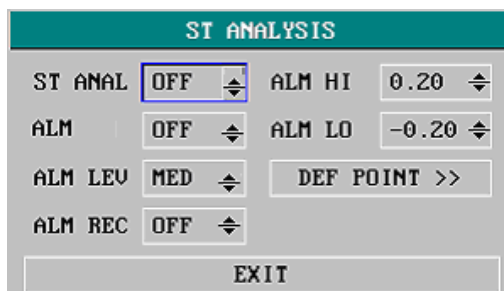 ST ANALYSIS
ST ANAL OFF ALM HI 0.20
ALM OFF ALM LO -0.20
ALM LEV MED DEF POINT >>
ALM REC OFF
EXIT